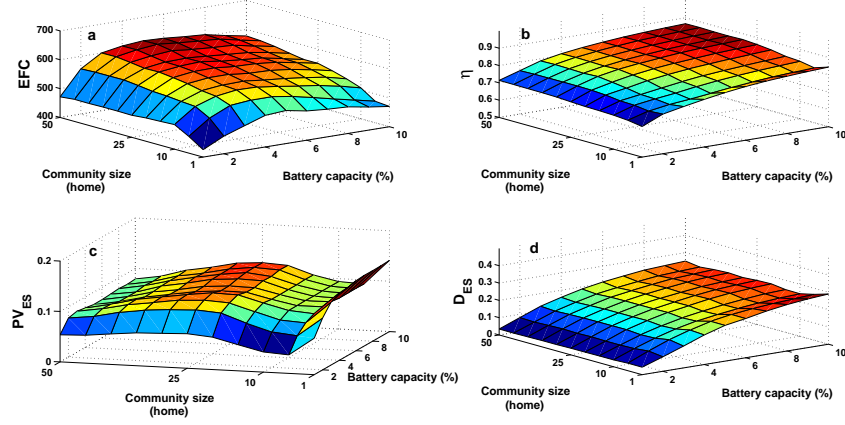 a
700
600
500
400
EFC
50
25
10
1
2
4
6
8
10
Community size
(home)
Battery capacity (%)
b
0.9
0.8
0.7
0.6
0.5
η
50
25
10
1
2
4
6
8
10
Community size
(home)
Battery capacity (%)
c
0.2
0.1
0
PV_ES
50
25
10
1
2
4
6
8
10
Community size
(home)
Battery capacity (%)
d
0.4
0.3
0.2
0.1
0
D_ES
50
25
10
1
2
4
6
8
10
Community size
(home)
Battery capacity (%)